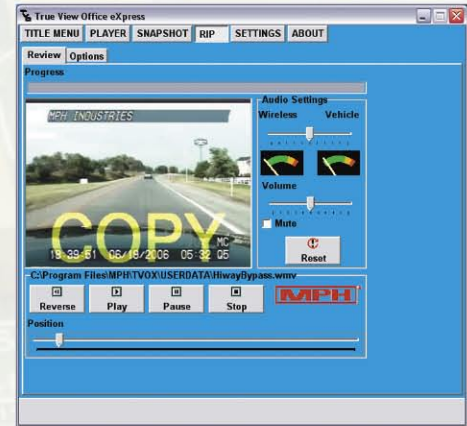 True View Office eXpress
TITLE MENU PLAYER SNAPSHOT RIP SETTINGS ABOUT
Review Options
Progress
Audio Settings
Wireless Vehicle
MPH INDUSTRIES
Volume
Mute
COPY
MC
19:39:51 06/18/2006 05:32 Q5
Reset
C:\Program Files\MPH\TVOX\USERDATA\HiwayBypass.wmv
Reverse Play Pause Stop
MPH
Position